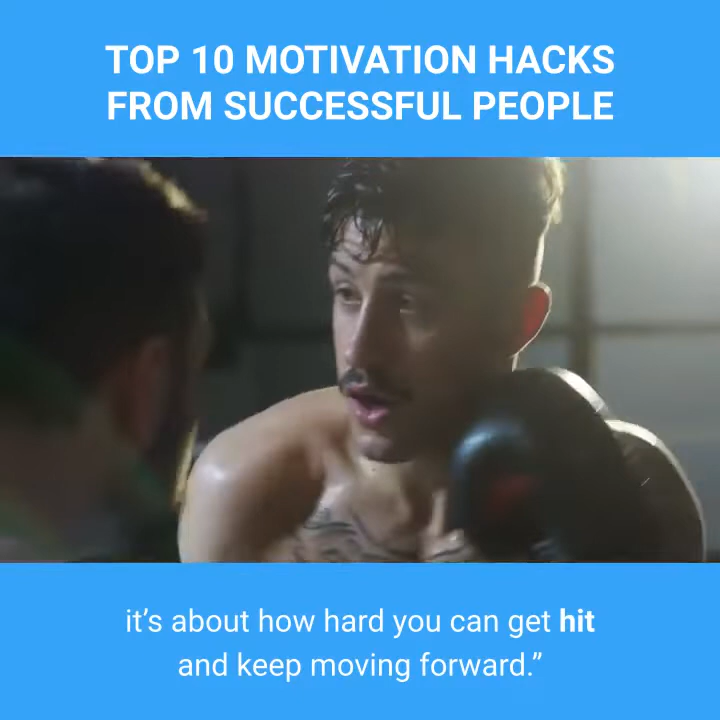 TOP 10 MOTIVATION HACKS
FROM SUCCESSFUL PEOPLE
it’s about how hard you can get hit
and keep moving forward.”